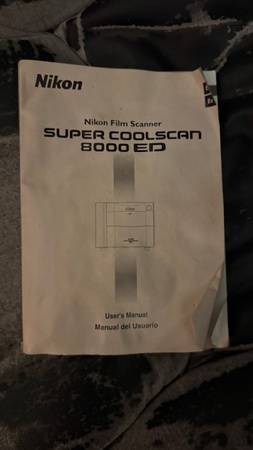 Nikon
Nikon Film Scanner
SUPER COOLSCAN
8000 ED
User's Manual
Manual del Usuario